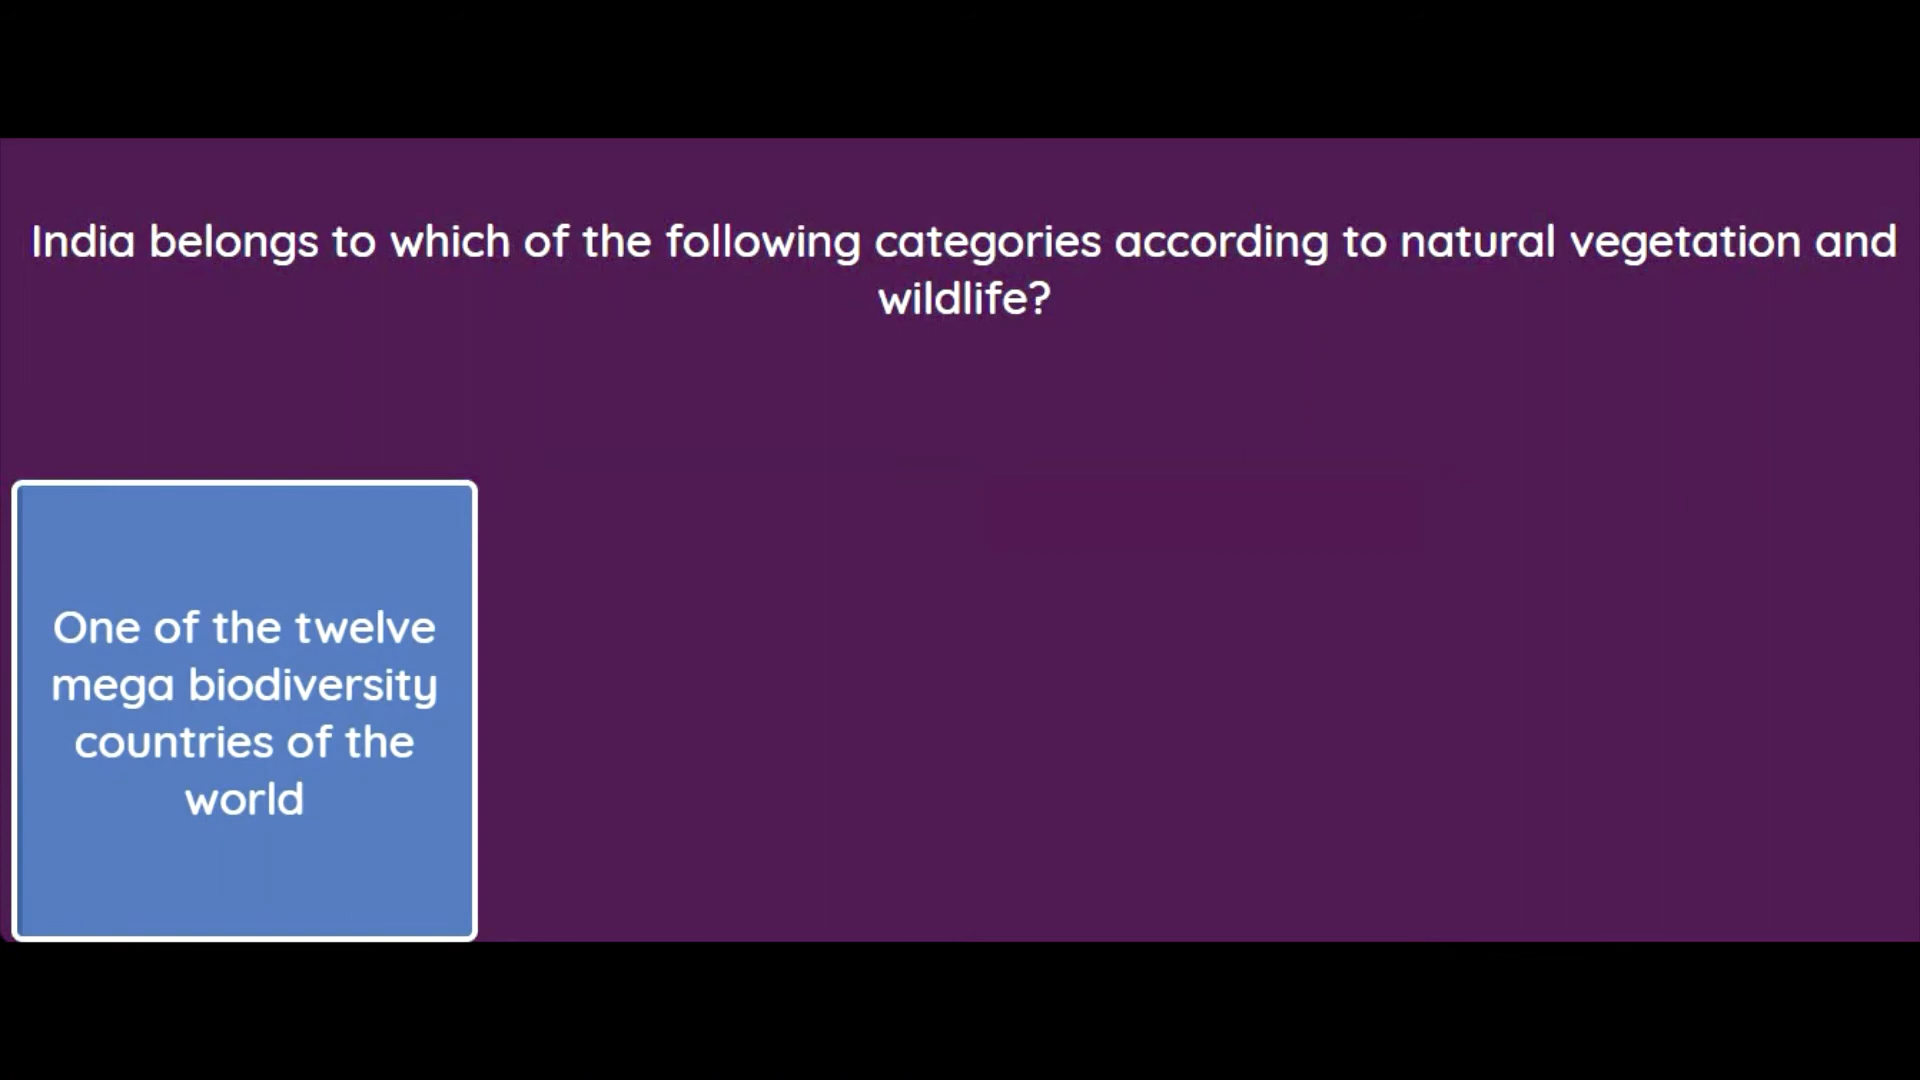 India belongs to which of the following categories according to natural vegetation and
wildlife?
One of the twelve
mega biodiversity
countries of the
world